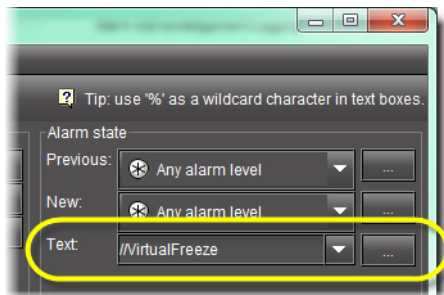 Tip: use '%' as a wildcard character in text boxes.
Alarm state
Previous: Any alarm level ...
New: Any alarm level ...
Text: //VirtualFreeze ...